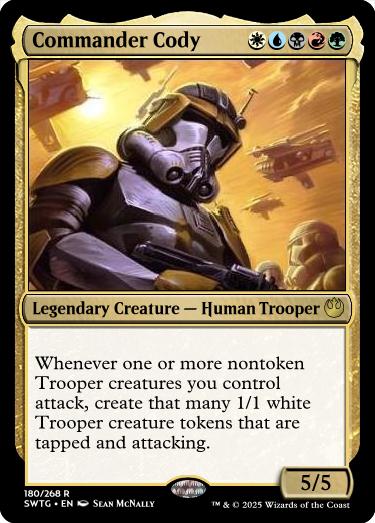 Commander Cody
Legendary Creature — Human Trooper
Whenever one or more nontoken
Trooper creatures you control
attack, create that many 1/1 white
Trooper creature tokens that are
tapped and attacking.
5/5
180/268 R
SWTG • EN Sean McNally
™ & © 2025 Wizards of the Coast